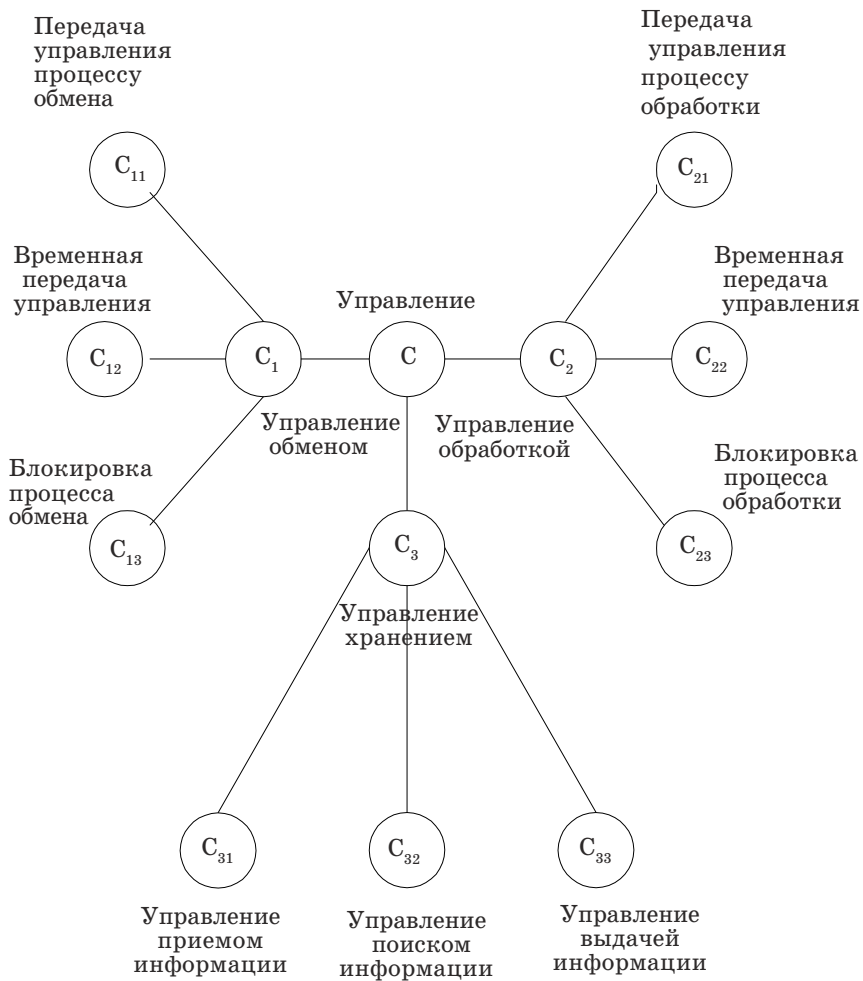 Передача
управления
процессу
обмена
Передача
управления
процессу
обработки
C₁₁
C₂₁
Временная
передача
управления
Управление
Временная
передача
управления
C₁₂
C₁
C
C₂
C₂₂
Управление
обменом
Управление
обработкой
Блокировка
процесса
обмена
Блокировка
процесса
обработки
C₁₃
C₃
C₂₃
Управление
хранением
C₃₁
C₃₂
C₃₃
Управление
приемом
информации
Управление
поиском
информации
Управление
выдачей
информации